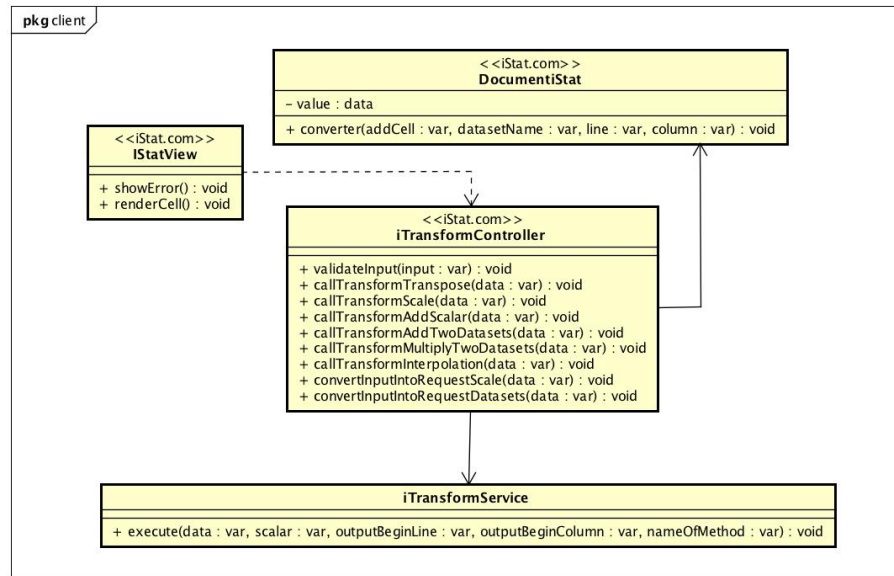 pkg client
<<iStat.com>>
DocumentiStat
– value : data
+ converter(addCell : var, datasetName : var, line : var, column : var) : void
<<iStat.com>>
IStatView
+ showError() : void
+ renderCell() : void
<<iStat.com>>
iTransformController
+ validateInput(input : var) : void
+ callTransformTranspose(data : var) : void
+ callTransformScale(data : var) : void
+ callTransformAddScalar(data : var) : void
+ callTransformAddTwoDatasets(data : var) : void
+ callTransformMultiplyTwoDatasets(data : var) : void
+ callTransformInterpolation(data : var) : void
+ convertInputIntoRequestScale(data : var) : void
+ convertInputIntoRequestDatasets(data : var) : void
iTransformService
+ execute(data : var, scalar : var, outputBeginLine : var, outputBeginColumn : var, nameOfMethod : var) : void